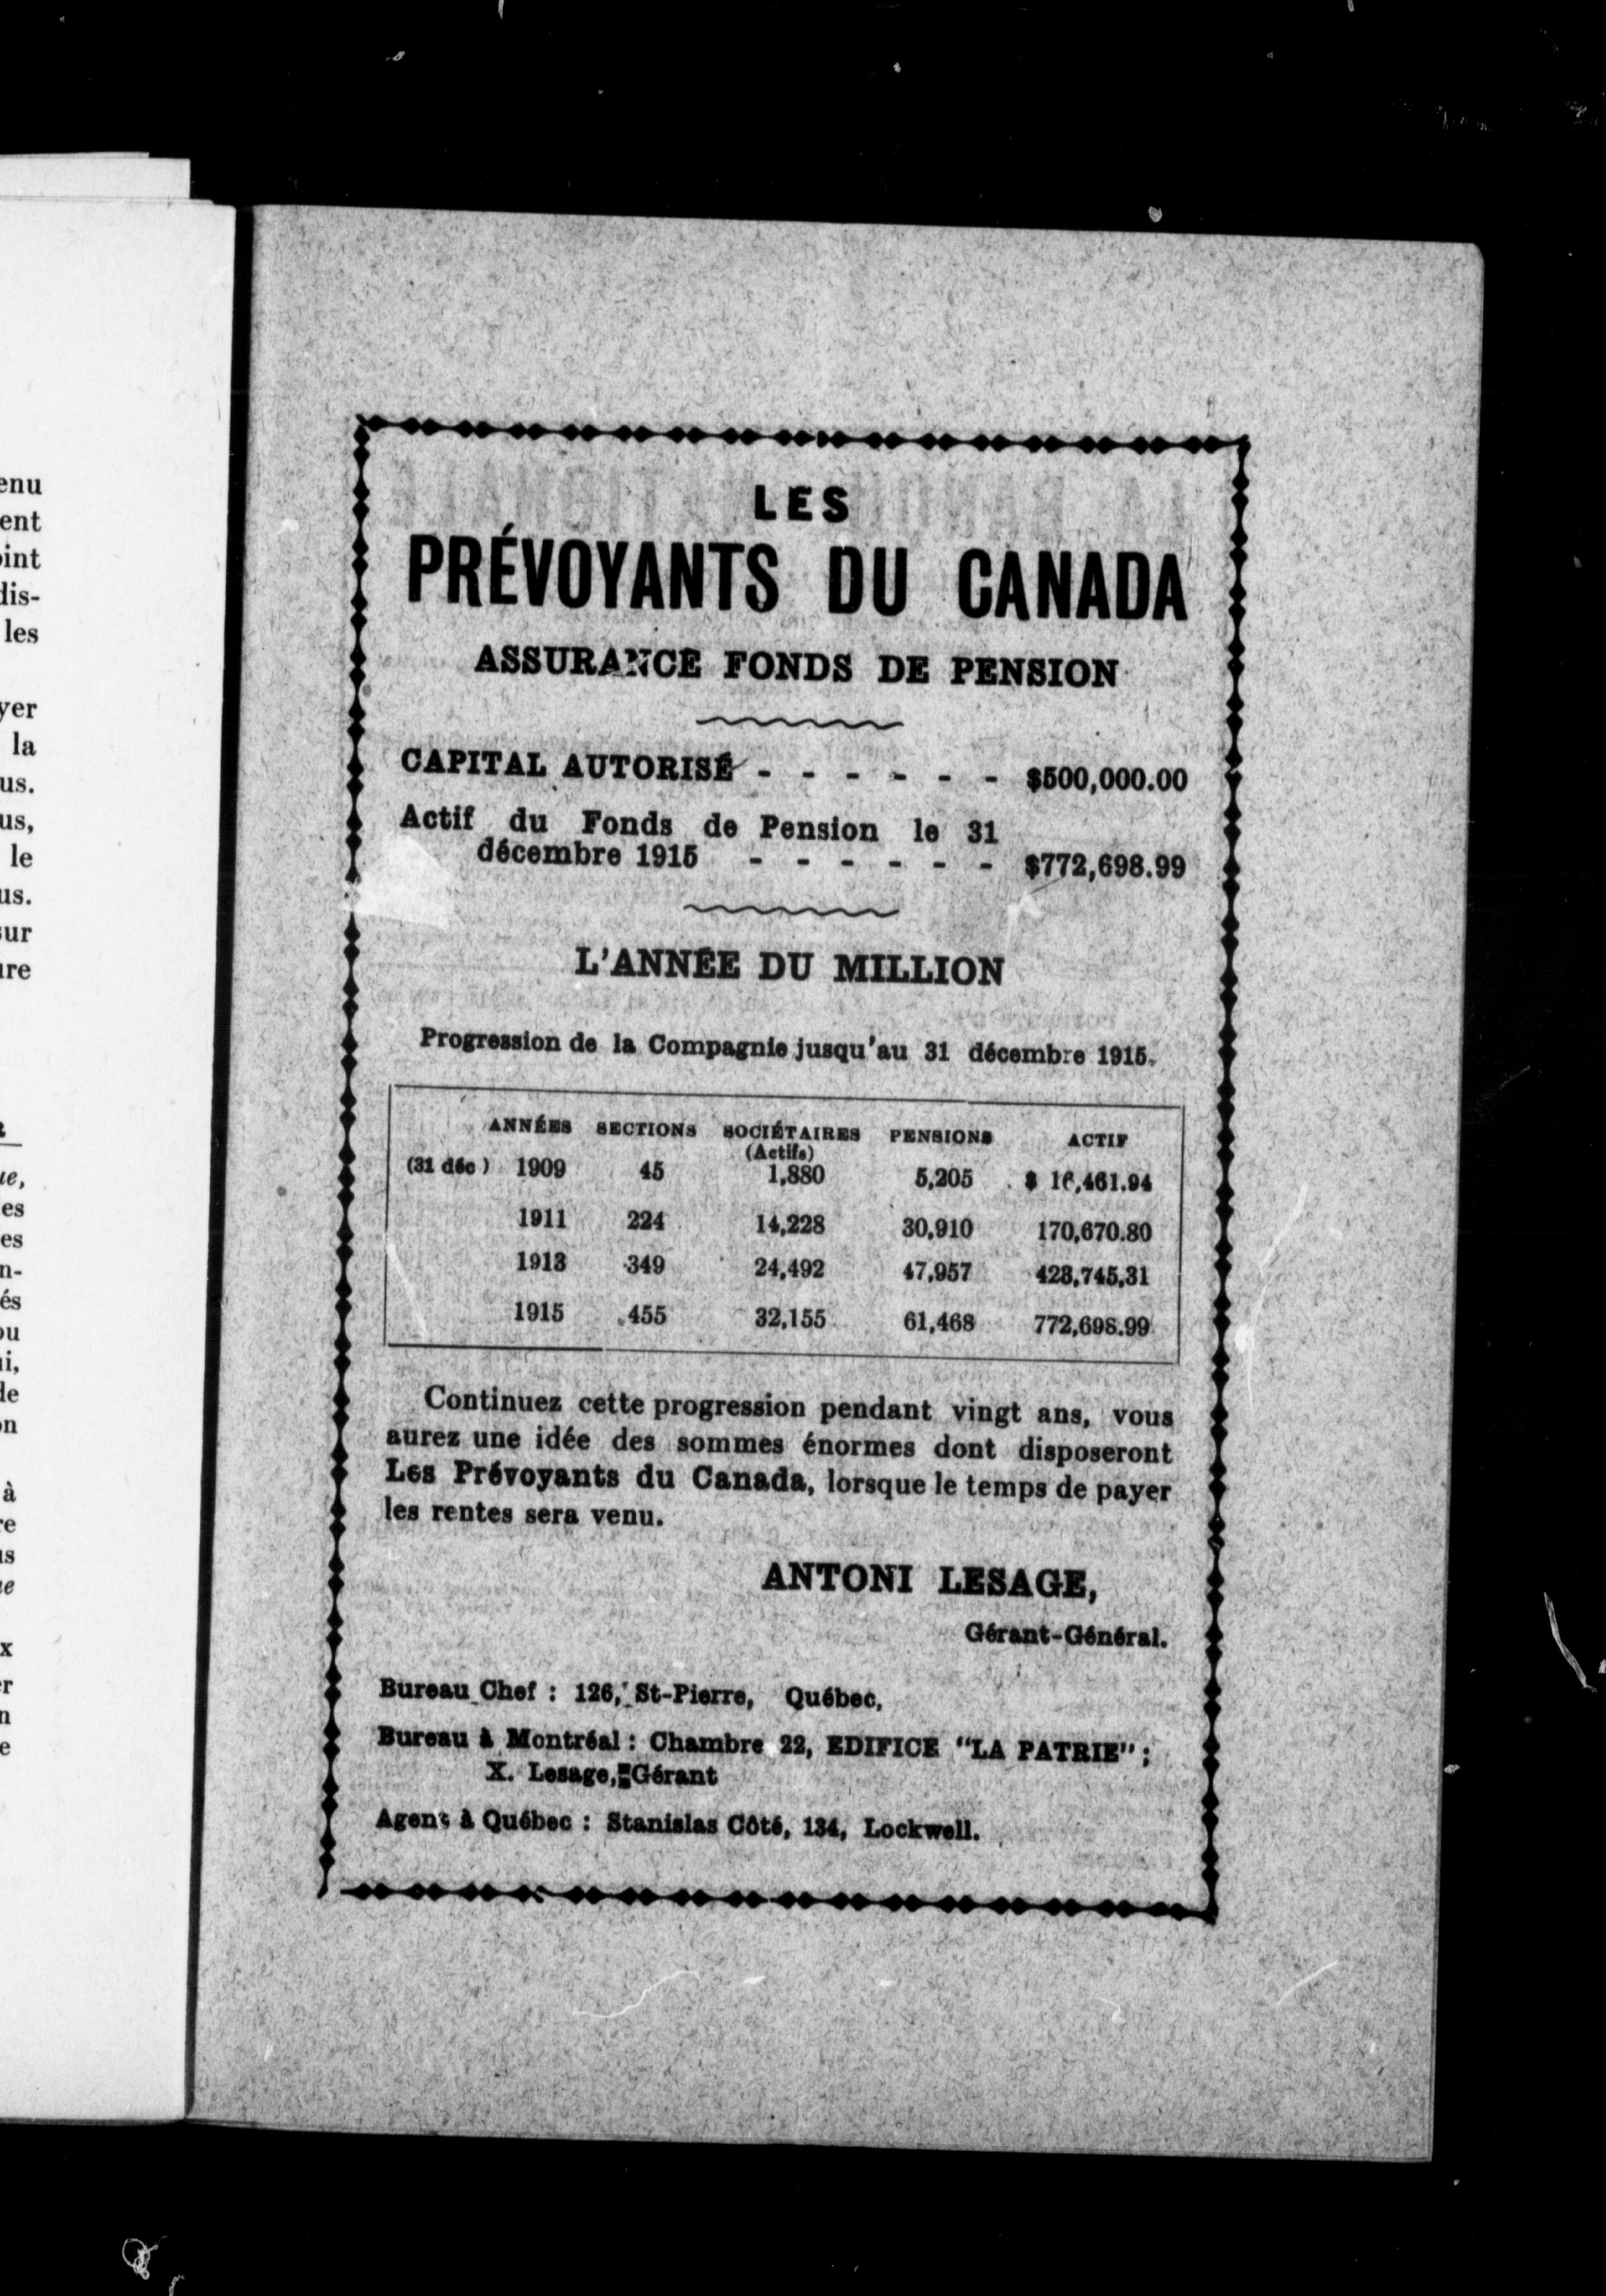 LES
PRÉVOYANTS DU CANADA
ASSURANCE FONDS DE PENSION
CAPITAL AUTORISÉ - - - - - - $500,000.00
Actif du Fonds de Pension le 31
décembre 1915 - - - - - - $772,698.99
L'ANNÉE DU MILLION
Progression de la Compagnie jusqu'au 31 décembre 1915.
ANNÉES SECTIONS SOCIÉTAIRES PENSIONS ACTIF
(Actifs)
(31 déc ) 1909 45 1,880 5,205 $ 16,461.94
1911 224 14,228 30,910 170,670.80
1913 349 24,492 47,957 423,745,31
1915 455 32,155 61,468 772,698.99
Continuez cette progression pendant vingt ans, vous
aurez une idée des sommes énormes dont disposeront
Les Prévoyants du Canada, lorsque le temps de payer
les rentes sera venu.
ANTONI LESAGE,
Gérant-Général.
Bureau Chef : 126, St-Pierre, Québec,
Bureau à Montréal : Chambre 22, EDIFICE "LA PATRIE" ;
X. Lesage, Gérant
Agent à Québec : Stanislas Côté, 134, Lockwell.